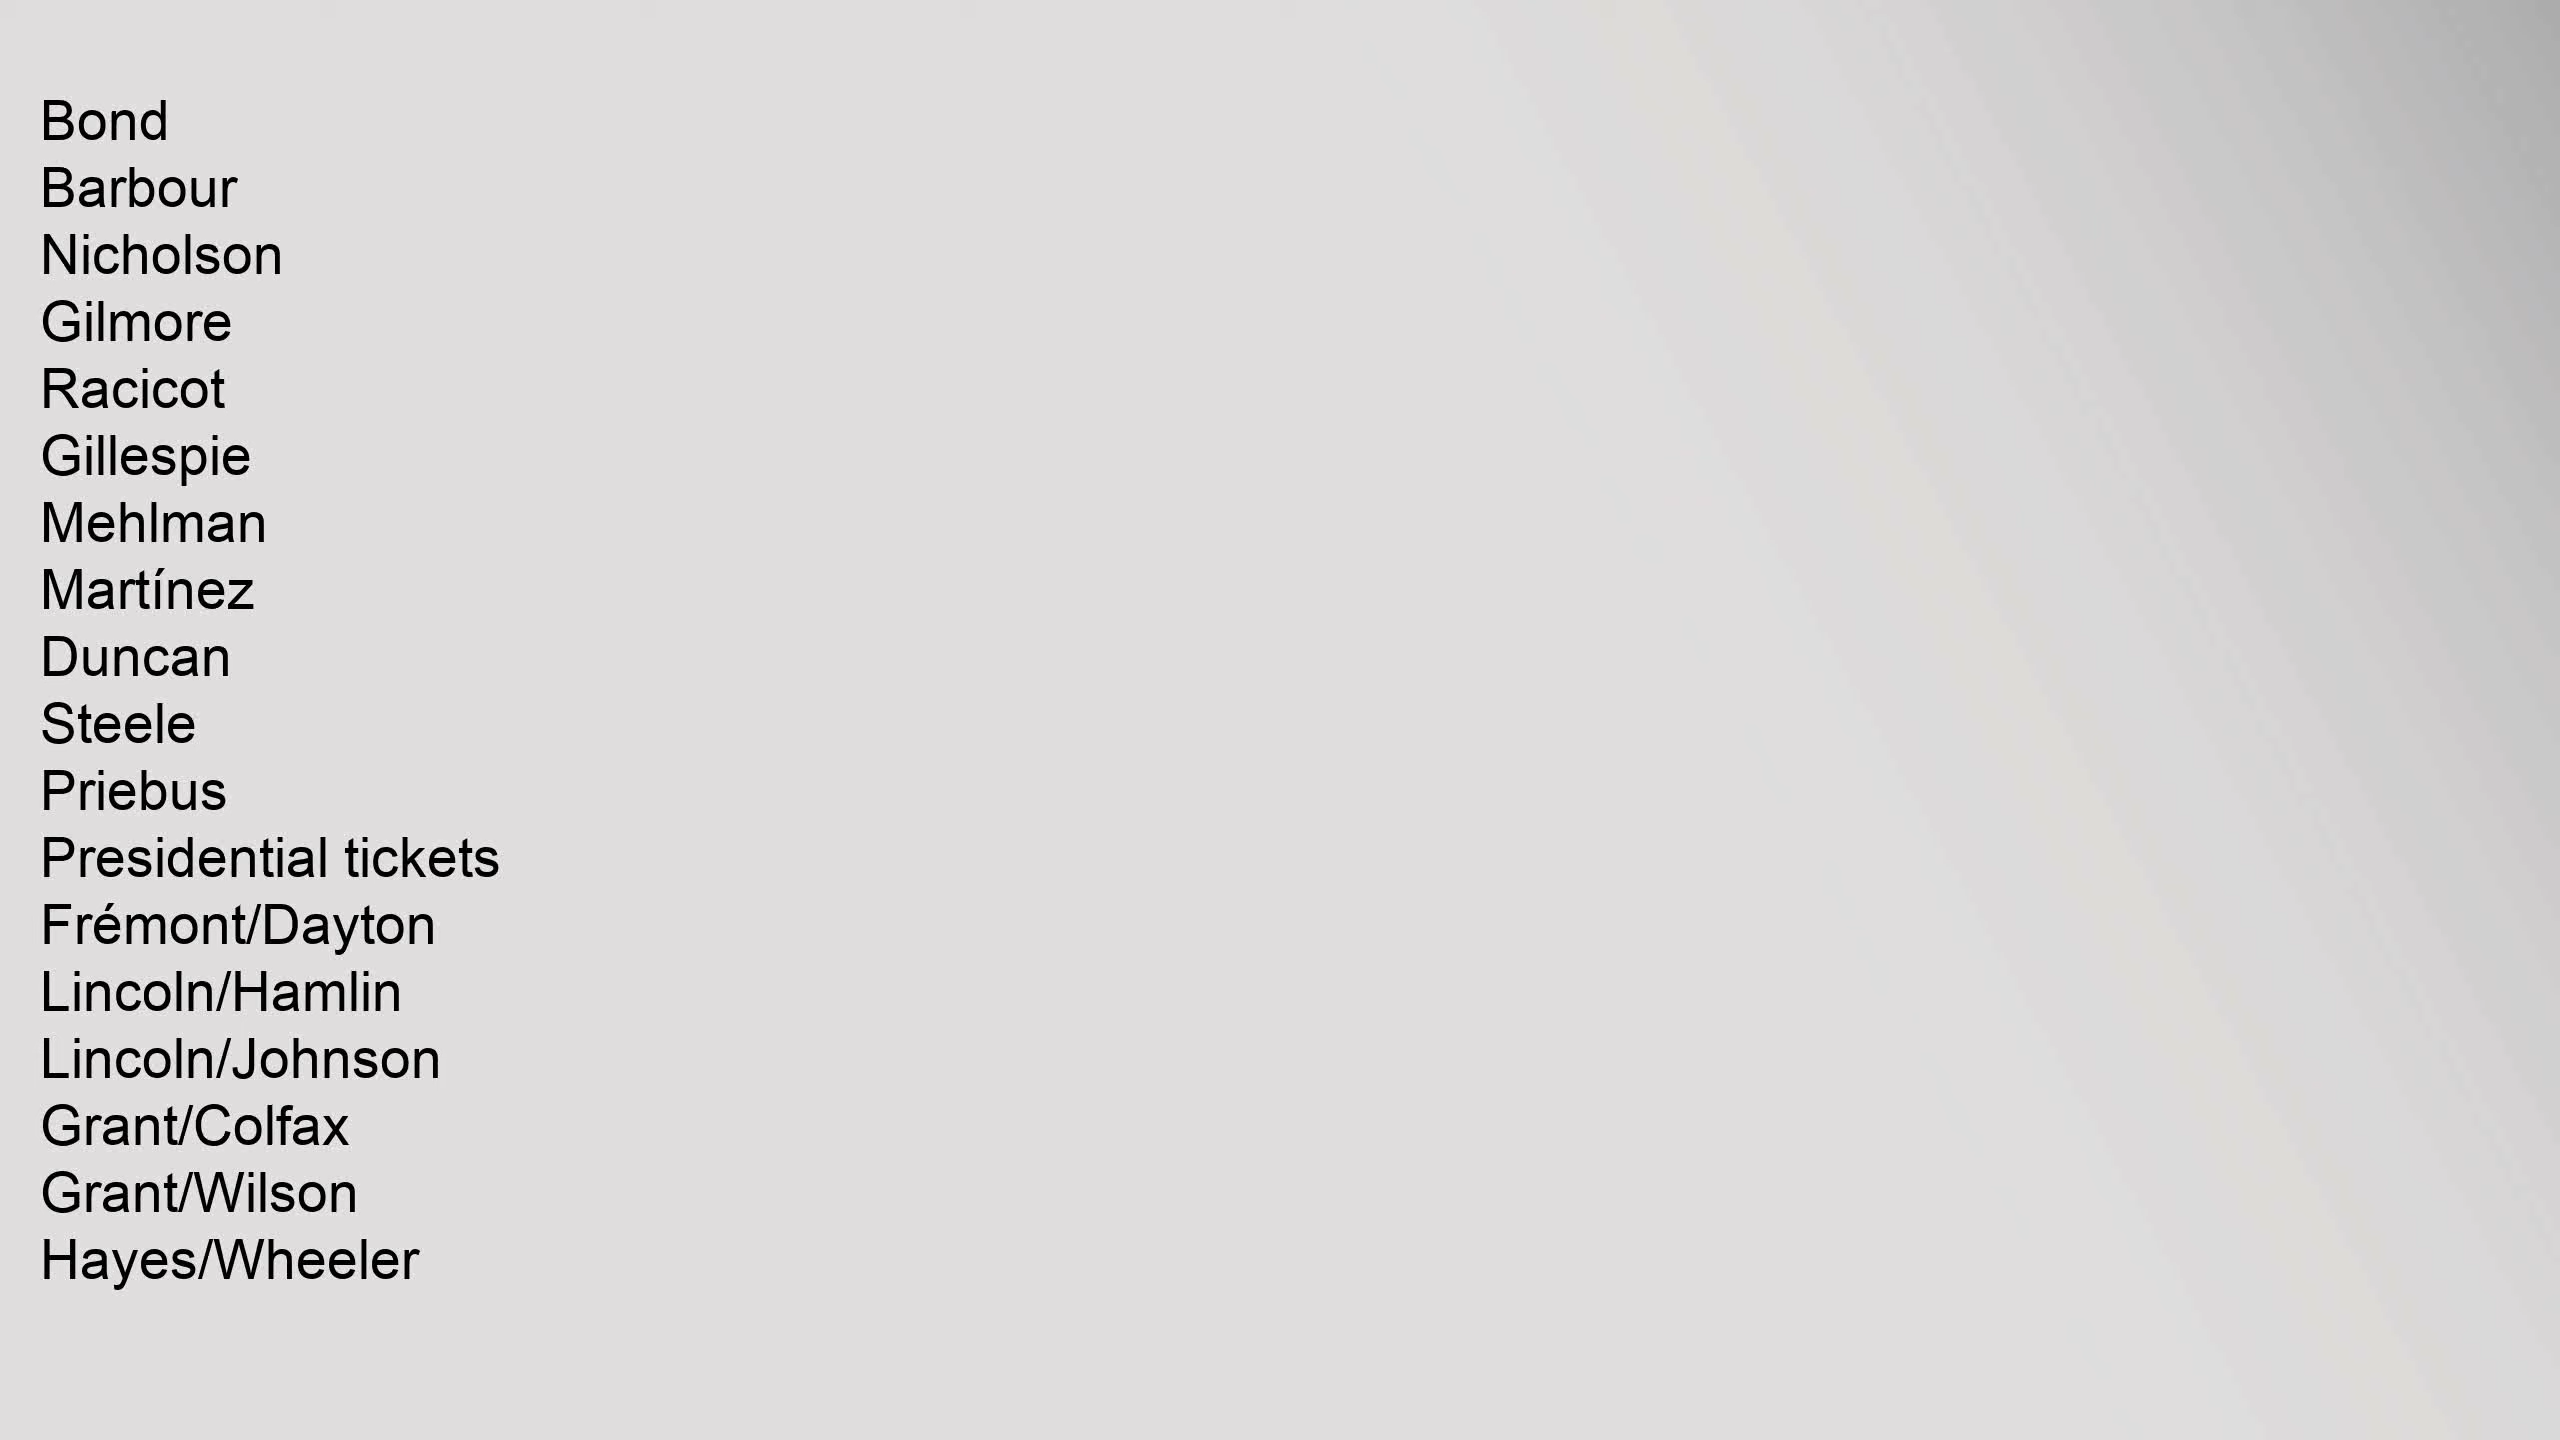 Bond
Barbour
Nicholson
Gilmore
Racicot
Gillespie
Mehlman
Martínez
Duncan
Steele
Priebus
Presidential tickets
Frémont/Dayton
Lincoln/Hamlin
Lincoln/Johnson
Grant/Colfax
Grant/Wilson
Hayes/Wheeler